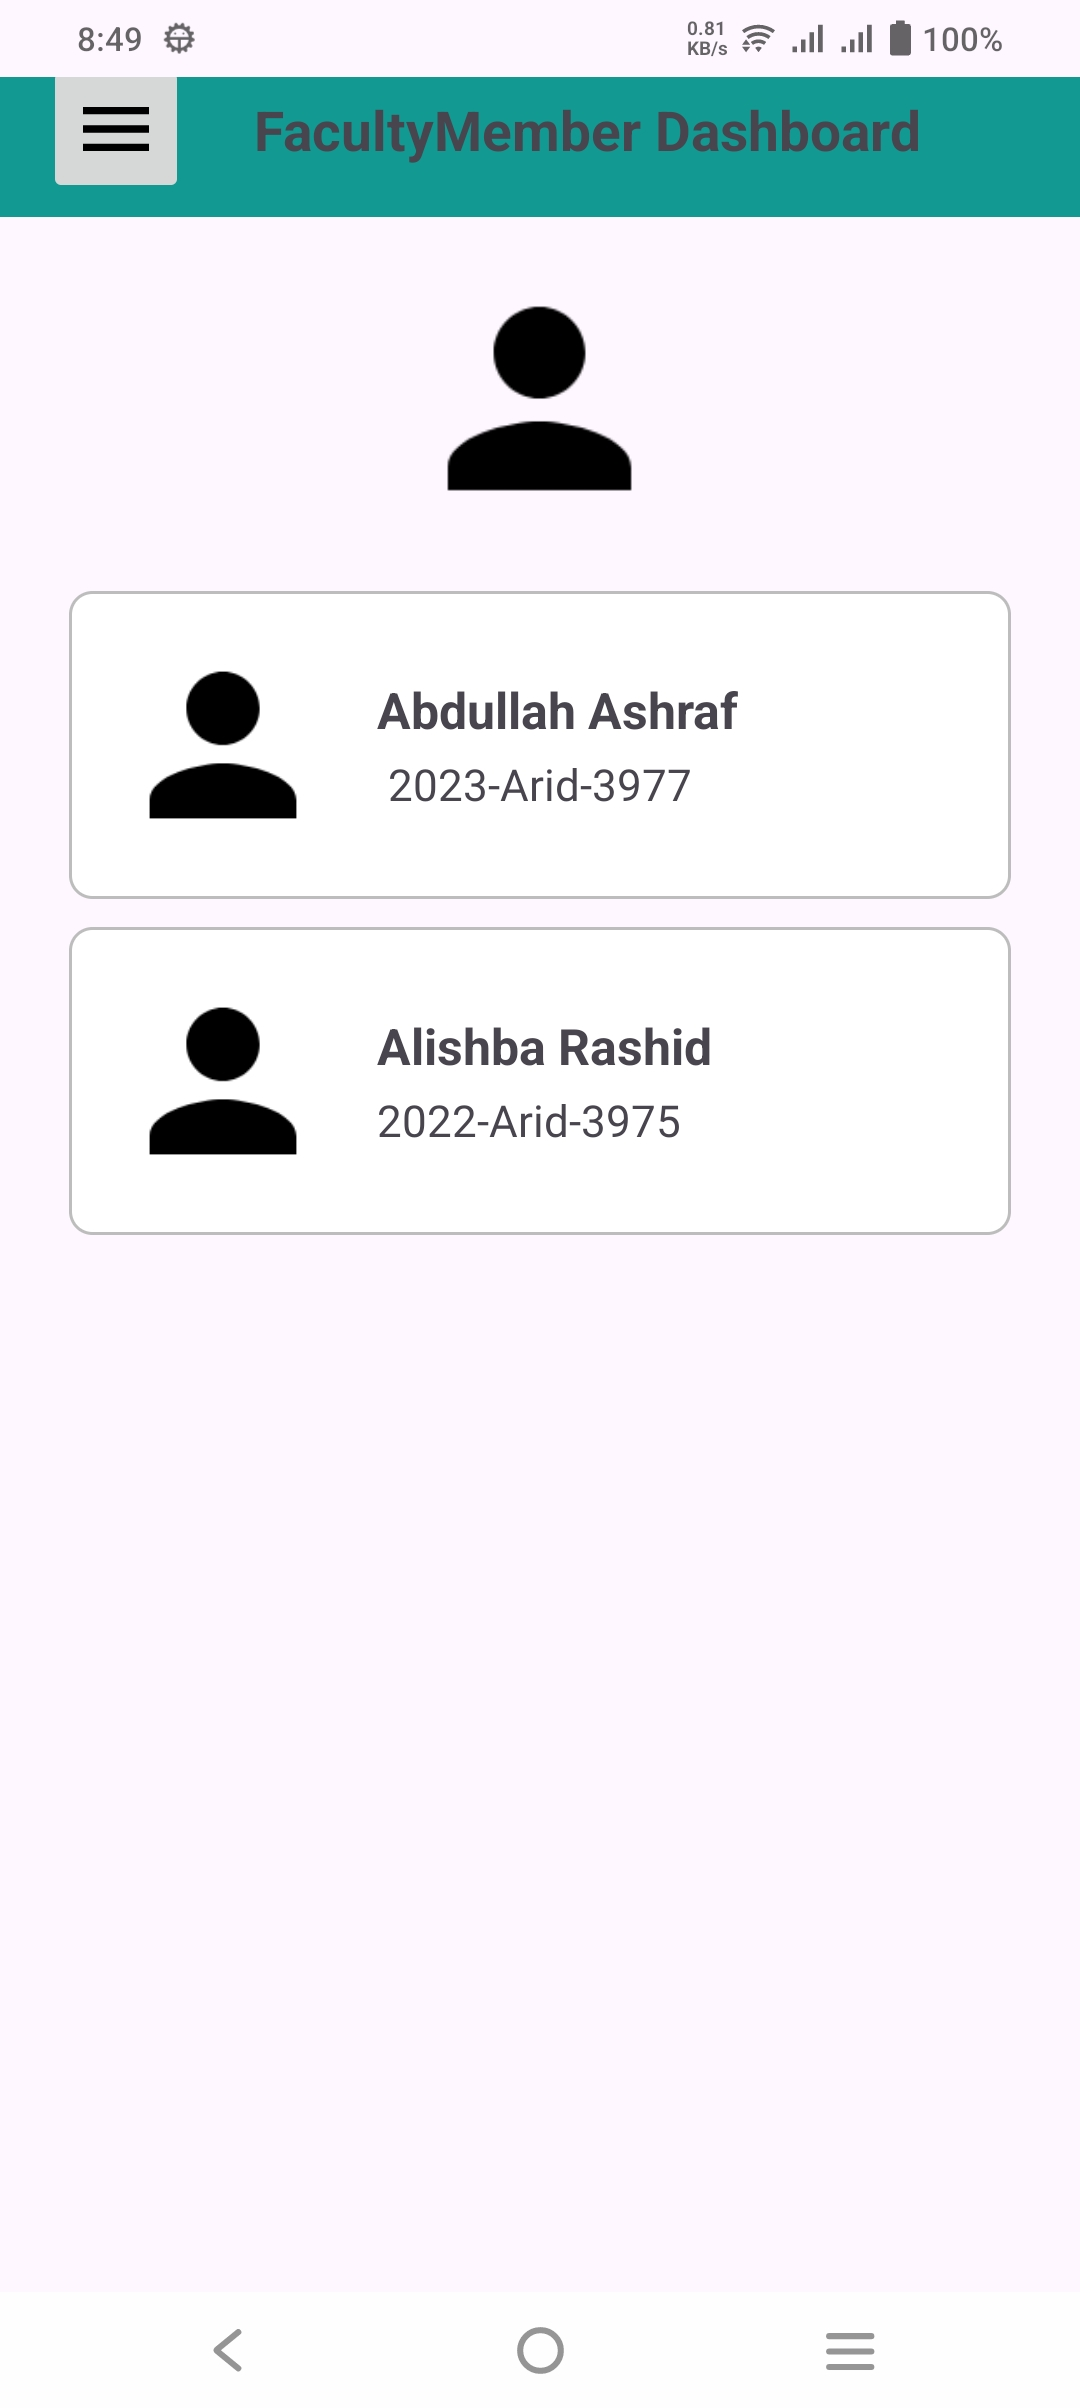 8:49
0.81
KB/s
100%
FacultyMember Dashboard
Abdullah Ashraf
2023-Arid-3977
Alishba Rashid
2022-Arid-3975